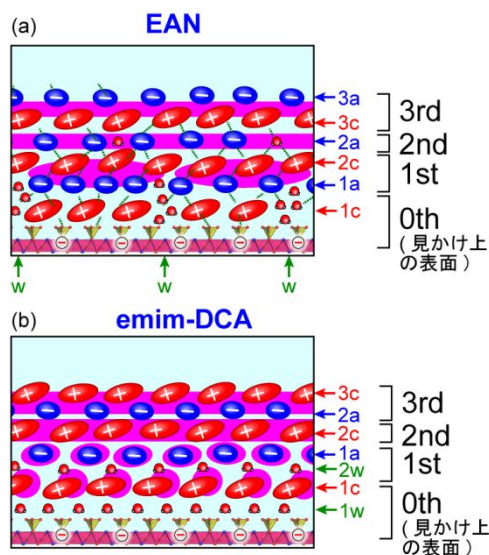 (a) EAN
3a
3c
2a
2c
1a
1c
3rd
2nd
1st
0th
(見かけ上
の表面)
w w w
(b) emim-DCA
3c
2a
2c
1a
2w
1c
1w
3rd
2nd
1st
0th
(見かけ上
の表面)